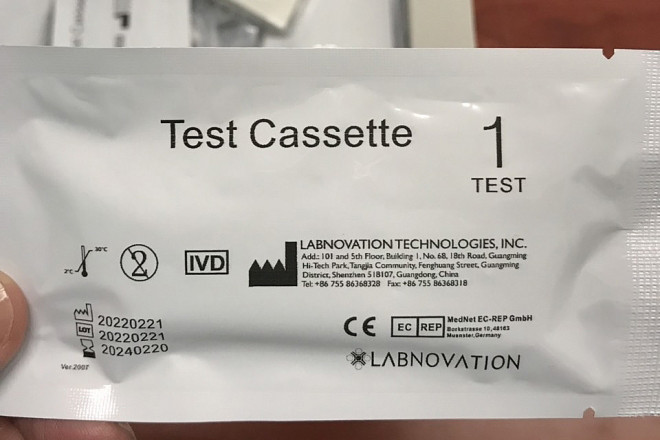 Test Cassette
1
TEST
30°C
2°C
2
IVD
LABNOVATION TECHNOLOGIES, INC.
Add.: 101 and 5th Floor, Building 1, No. 68, 18th Road, Guangming
Hi-Tech Park, Tangjia Community, Fenghuang Street, Guangming
District, Shenzhen 518107, Guangdong, China
Tel: +86 755 86368328 Fax: +86 755 86368318
20220221
LOT 20220221
20240220
Ver.2007
CE
EC REP
MedNet EC-REP GmbH
Borkstrasse 10, 48163
Muenster, Germany
LABNOVATION